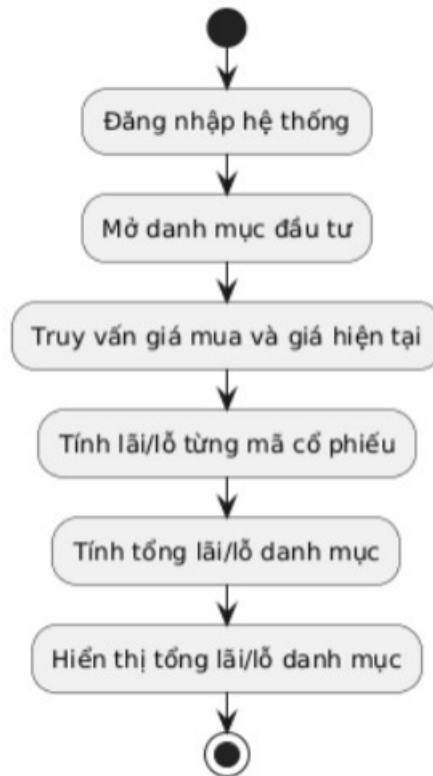 Đăng nhập hệ thống
Mở danh mục đầu tư
Truy vấn giá mua và giá hiện tại
Tính lãi/lỗ từng mã cổ phiếu
Tính tổng lãi/lỗ danh mục
Hiển thị tổng lãi/lỗ danh mục